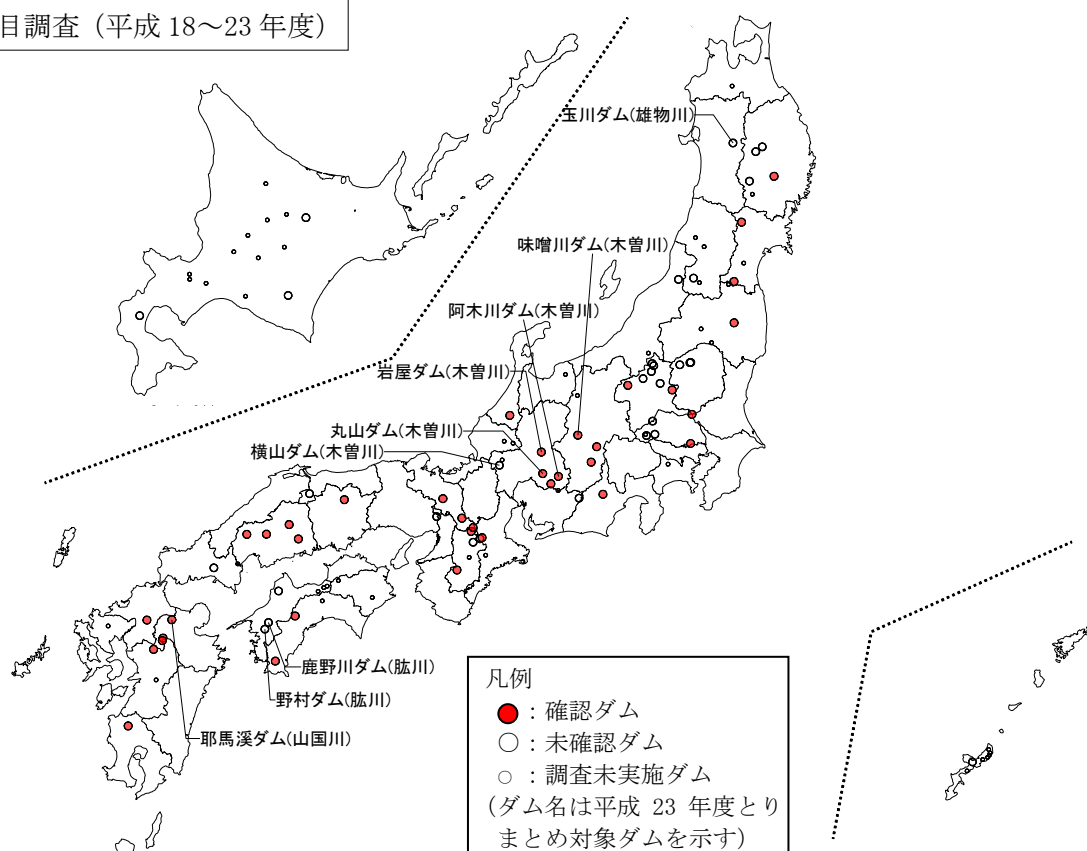 目調査（平成 18～23 年度）
玉川ダム(雄物川)
味噌川ダム(木曽川)
阿木川ダム(木曽川)
岩屋ダム(木曽川)
丸山ダム(木曽川)
横山ダム(木曽川)
鹿野川ダム(肱川)
野村ダム(肱川)
耶馬溪ダム(山国川)
凡例
：確認ダム
：未確認ダム
：調査未実施ダム
(ダム名は平成 23 年度とり
まとめ対象ダムを示す)